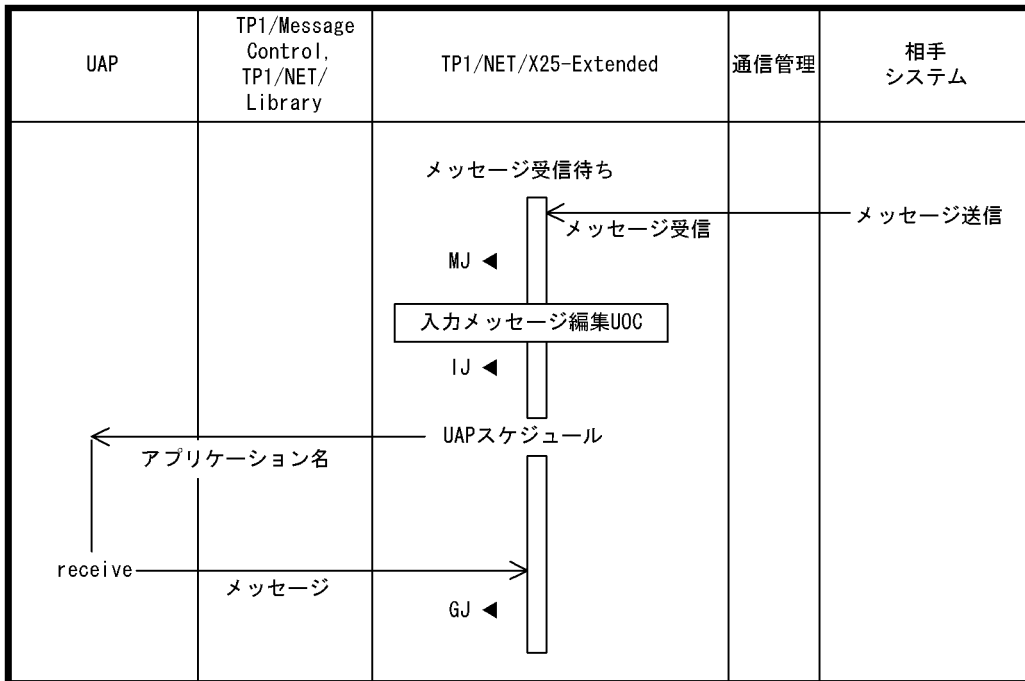 UAP
TP1/Message
Control,
TP1/NET/
Library
TP1/NET/X25-Extended
通信管理
相手
システム
メッセージ受信待ち
メッセージ送信
メッセージ受信
MJ
入力メッセージ編集UOC
IJ
UAPスケジュール
アプリケーション名
receive
メッセージ
GJ